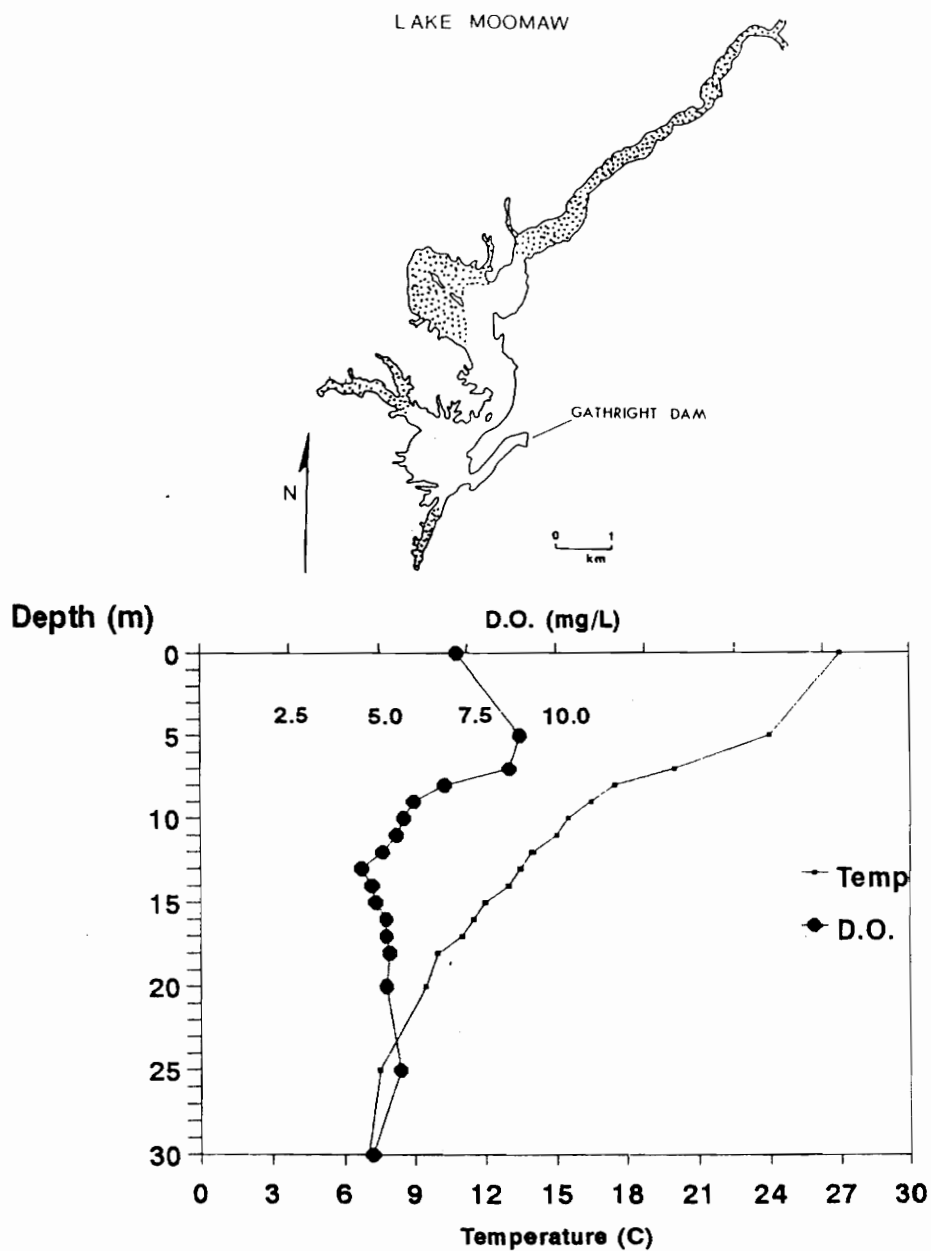 LAKE MOOMAW
GATHRIGHT DAM
N
0 1
km
Depth (m)
D.O. (mg/L)
0
2.5 5.0 7.5 10.0
5
10
15
20
25
30
Temp
D.O.
0 3 6 9 12 15 18 21 24 27 30
Temperature (C)